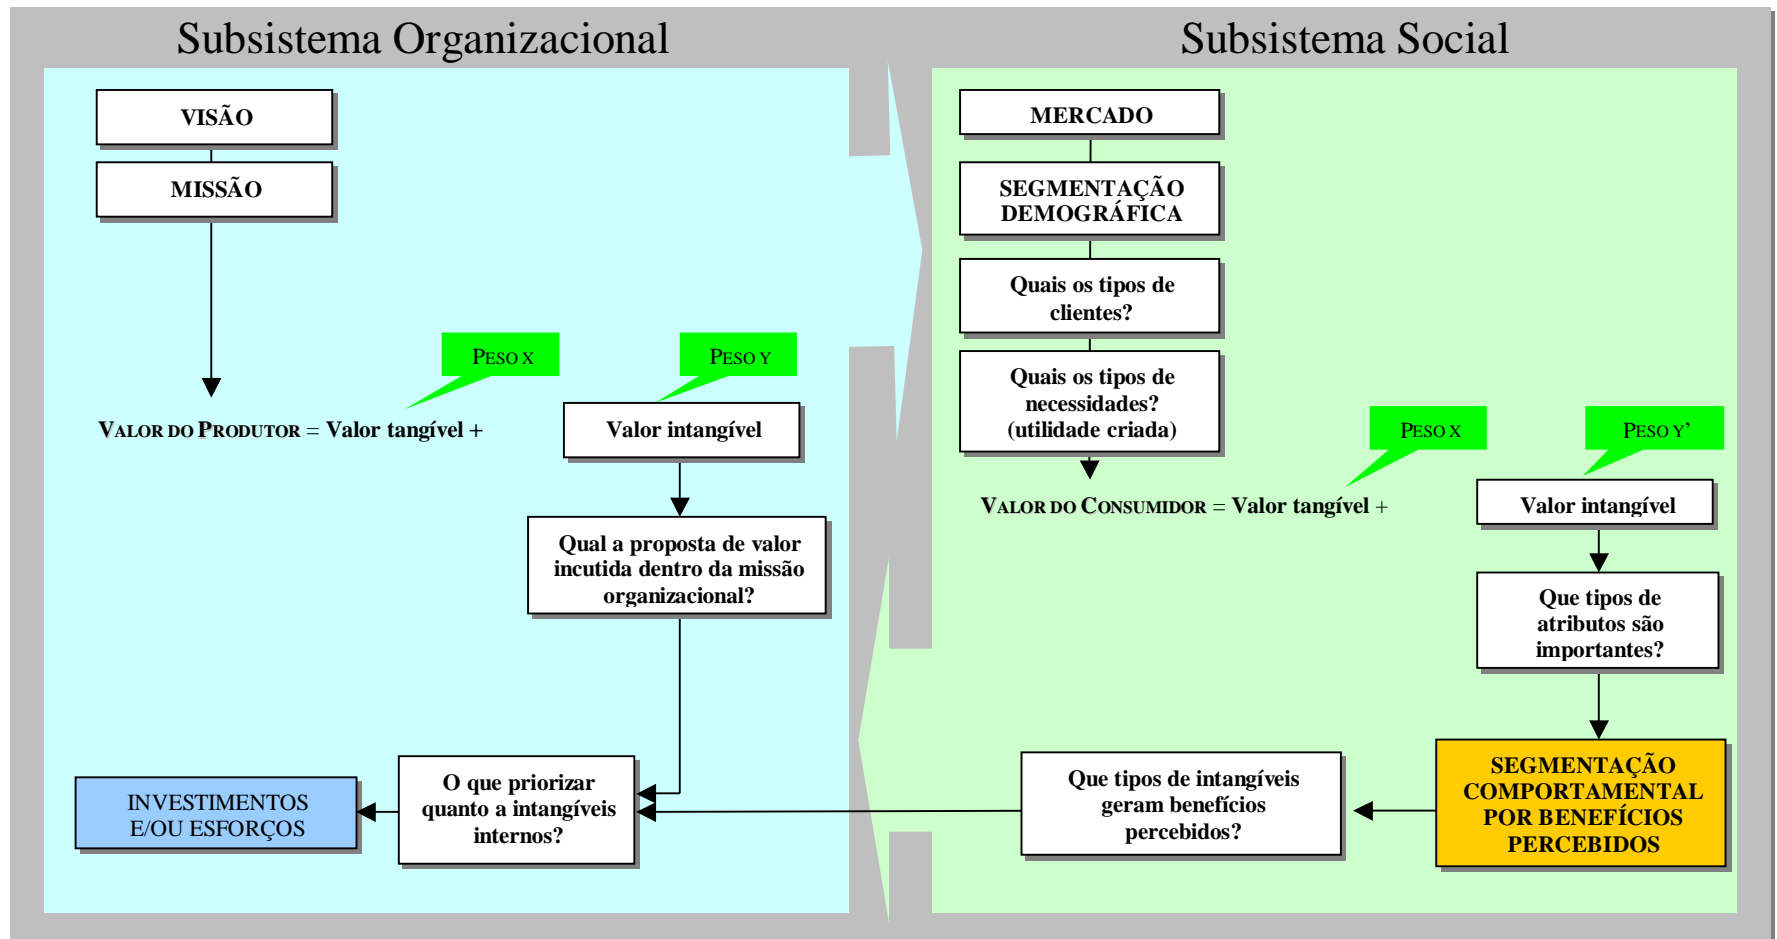 Subsistema Organizacional
VISÃO
MISSÃO
PESO X
PESO Y
VALOR DO PRODUTOR = Valor tangível +
Valor intangível
Qual a proposta de valor
incutida dentro da missão
organizacional?
O que priorizar
quanto a intangíveis
internos?
INVESTIMENTOS
E/OU ESFORÇOS
Subsistema Social
MERCADO
SEGMENTAÇÃO
DEMOGRÁFICA
Quais os tipos de
clientes?
Quais os tipos de
necessidades?
(utilidade criada)
PESO X
PESO Y’
VALOR DO CONSUMIDOR = Valor tangível +
Valor intangível
Que tipos de
atributos são
importantes?
SEGMENTAÇÃO
COMPORTAMENTAL
POR BENEFÍCIOS
PERCEBIDOS
Que tipos de intangíveis
geram benefícios
percebidos?